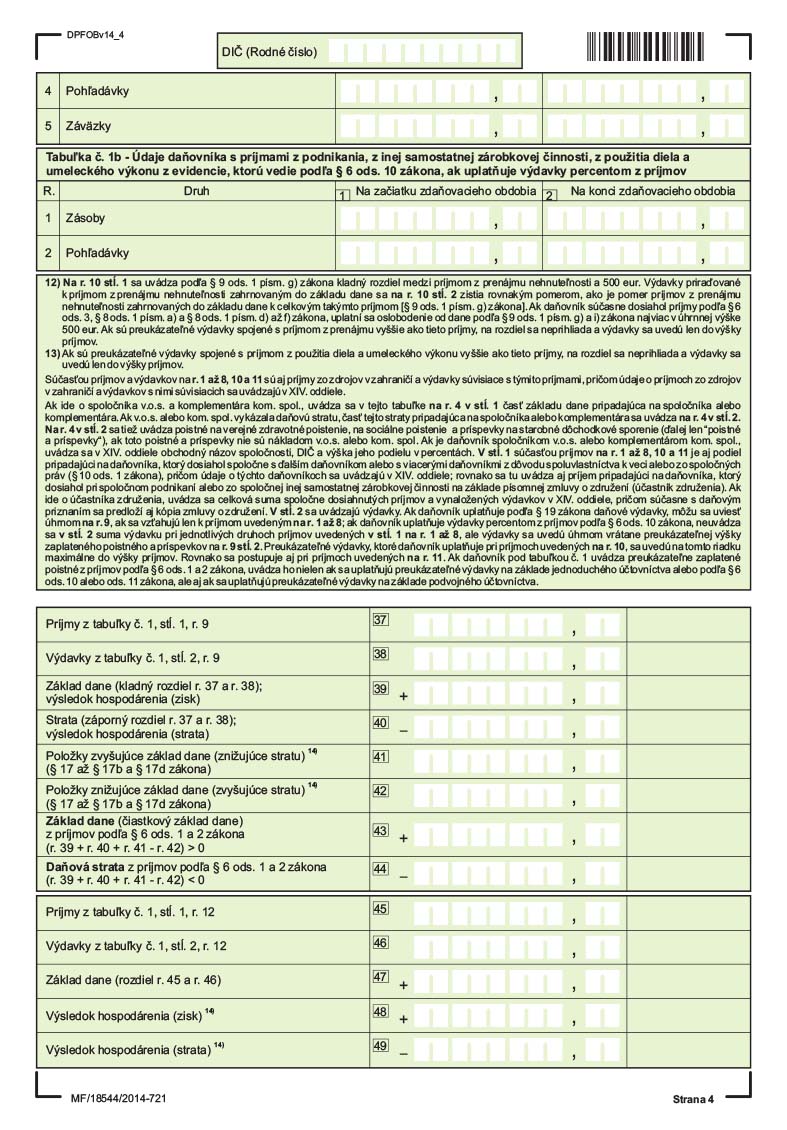 DPFOBv14_4
DIČ (Rodné číslo)
4 Pohľadávky , ,
5 Záväzky , ,
Tabuľka č. 1b - Údaje daňovníka s príjmami z podnikania, z inej samostatnej zárobkovej činnosti, z použitia diela a
umeleckého výkonu z evidencie, ktorú vedie podľa § 6 ods. 10 zákona, ak uplatňuje výdavky percentom z príjmov
R. Druh 1 Na začiatku zdaňovacieho obdobia 2 Na konci zdaňovacieho obdobia
1 Zásoby , ,
2 Pohľadávky , ,
12) Na r. 10 stĺ. 1 sa uvádza podľa § 9 ods. 1 písm. g) zákona kladný rozdiel medzi príjmom z prenájmu nehnuteľnosti a 500 eur. Výdavky priraďované
k príjmom z prenájmu nehnuteľnosti zahrnovaným do základu dane sa na r. 10 stĺ. 2 zistia rovnakým pomerom, ako je pomer príjmov z prenájmu
nehnuteľnosti zahrnovaných do základu dane k celkovým takýmto príjmom [§ 9 ods. 1 písm. g) zákona]. Ak daňovník súčasne dosiahol príjmy podľa § 6
ods. 3, § 8 ods. 1 písm. a) a § 8 ods. 1 písm. d) až f) zákona, uplatní sa oslobodenie od dane podľa § 9 ods. 1 písm. g) a i) zákona najviac v úhrnnej výške
500 eur. Ak sú preukázateľné výdavky spojené s príjmom z prenájmu vyššie ako tieto príjmy, na rozdiel sa neprihliada a výdavky sa uvedú len do výšky
príjmov.
13) Ak sú preukázateľné výdavky spojené s príjmom z použitia diela a umeleckého výkonu vyššie ako tieto príjmy, na rozdiel sa neprihliada a výdavky sa
uvedú len do výšky príjmov.
Súčasťou príjmov a výdavkov na r. 1 až 8, 10 a 11 sú aj príjmy zo zdrojov v zahraničí a výdavky súvisiace s týmito príjmami, pričom údaje o príjmoch zo zdrojov
v zahraničí a výdavkov s nimi súvisiacich sa uvádzajú v XIV. oddiele.
Ak ide o spoločníka v.o.s. a komplementára kom. spol., uvádza sa v tejto tabuľke na r. 4 v stĺ. 1 časť základu dane pripadajúca na spoločníka alebo
komplementára. Ak v.o.s. alebo kom. spol. vykázala daňovú stratu, časť tejto straty pripadajúca na spoločníka alebo komplementára sa uvádza na r. 4 v stĺ. 2.
Na r. 4 v stĺ. 2 sa tiež uvádza poistné na verejné zdravotné poistenie, na sociálne poistenie a príspevky na starobné dôchodkové sporenie (ďalej len"poistné
a príspevky"), ak toto poistné a príspevky nie sú nákladom v.o.s. alebo kom. spol. Ak je daňovník spoločníkom v.o.s. alebo komplementárom kom. spol.,
uvádza sa v XIV. oddiele obchodný názov spoločnosti, DIČ a výška jeho podielu v percentách. V stĺ. 1 súčasťou príjmov na r. 1 až 8, 10 a 11 je aj podiel
pripadajúci na daňovníka, ktorý dosiahol spoločne s ďalším daňovníkom alebo s viacerými daňovníkmi z dôvodu spoluvlastníctva k veci alebo zo spoločných
práv (§ 10 ods. 1 zákona), pričom údaje o týchto daňovníkoch sa uvádzajú v XIV. oddiele; rovnako sa tu uvádza aj príjem pripadajúci na daňovníka, ktorý
dosiahol pri spoločnom podnikaní alebo zo spoločnej inej samostatnej zárobkovej činnosti na základe písomnej zmluvy o združení (účastník združenia). Ak
ide o účastníka združenia, uvádza sa celková suma spoločne dosiahnutých príjmov a vynaložených výdavkov v XIV. oddiele, pričom súčasne s daňovým
priznaním sa predloží aj kópia zmluvy o združení. V stĺ. 2 sa uvádzajú výdavky. Ak daňovník uplatňuje podľa § 19 zákona daňové výdavky, môžu sa uviesť
úhrnom na r. 9, ak sa vzťahujú len k príjmom uvedeným na r. 1 až 8; ak daňovník uplatňuje výdavky percentom z príjmov podľa § 6 ods. 10 zákona, neuvádza
sa v stĺ. 2 suma výdavku pri jednotlivých druhoch príjmov uvedených v stĺ. 1 na r. 1 až 8, ale výdavky sa uvedú úhrnom vrátane preukázateľnej výšky
zaplateného poistného a príspevkov na r. 9 stĺ. 2. Preukázateľné výdavky, ktoré daňovník uplatňuje pri príjmoch uvedených na r. 10, sa uvedú na tomto riadku
maximálne do výšky príjmov. Rovnako sa postupuje aj pri príjmoch uvedených na r. 11. Ak daňovník pod tabuľkou č. 1 uvádza preukázateľne zaplatené
poistné z príjmov podľa § 6 ods. 1 a 2 zákona, uvádza ho nielen ak sa uplatňujú preukázateľné výdavky na základe jednoduchého účtovníctva alebo podľa § 6
ods. 10 alebo ods. 11 zákona, ale aj ak sa uplatňujú preukázateľné výdavky na základe podvojného účtovníctva.
Príjmy z tabuľky č. 1, stĺ. 1, r. 9 37 ,
Výdavky z tabuľky č. 1, stĺ. 2, r. 9 38 ,
Základ dane (kladný rozdiel r. 37 a r. 38);
výsledok hospodárenia (zisk) 39 + ,
Strata (záporný rozdiel r. 37 a r. 38);
výsledok hospodárenia (strata) 40 – ,
Položky zvyšujúce základ dane (znižujúce stratu) 14)
(§ 17 až § 17b a § 17d zákona) 41 ,
Položky znižujúce základ dane (zvyšujúce stratu) 14)
(§ 17 až § 17b a § 17d zákona) 42 ,
Základ dane (čiastkový základ dane)
z príjmov podľa § 6 ods. 1 a 2 zákona
(r. 39 + r. 40 + r. 41 - r. 42) > 0 43 + ,
Daňová strata z príjmov podľa § 6 ods. 1 a 2 zákona
(r. 39 + r. 40 + r. 41 - r. 42) < 0 44 – ,
Príjmy z tabuľky č. 1, stĺ. 1, r. 12 45 ,
Výdavky z tabuľky č. 1, stĺ. 2, r. 12 46 ,
Základ dane (rozdiel r. 45 a r. 46) 47 + ,
Výsledok hospodárenia (zisk) 14) 48 + ,
Výsledok hospodárenia (strata) 14) 49 – ,
MF/18544/2014-721
Strana 4